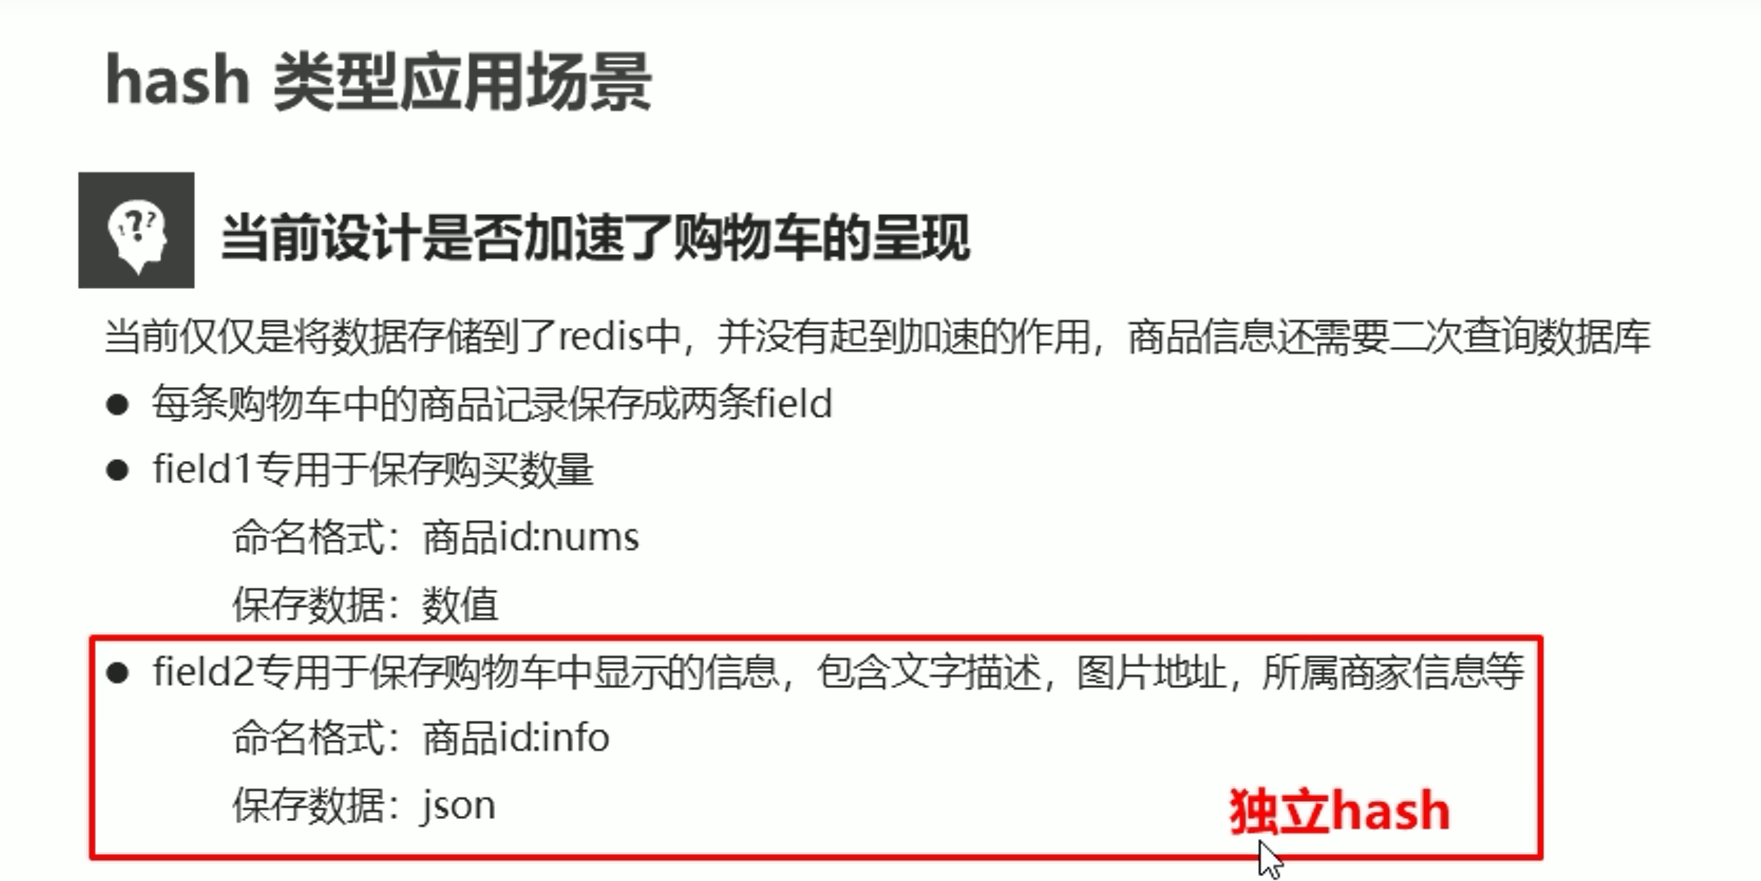 hash 类型应用场景
当前设计是否加速了购物车的呈现
当前仅仅是将数据存储到了redis中，并没有起到加速的作用，商品信息还需要二次查询数据库
● 每条购物车中的商品记录保存成两条field
● field1专用于保存购买数量
命名格式：商品id:nums
保存数据：数值
● field2专用于保存购物车中显示的信息，包含文字描述，图片地址，所属商家信息等
命名格式：商品id:info
保存数据：json
独立hash